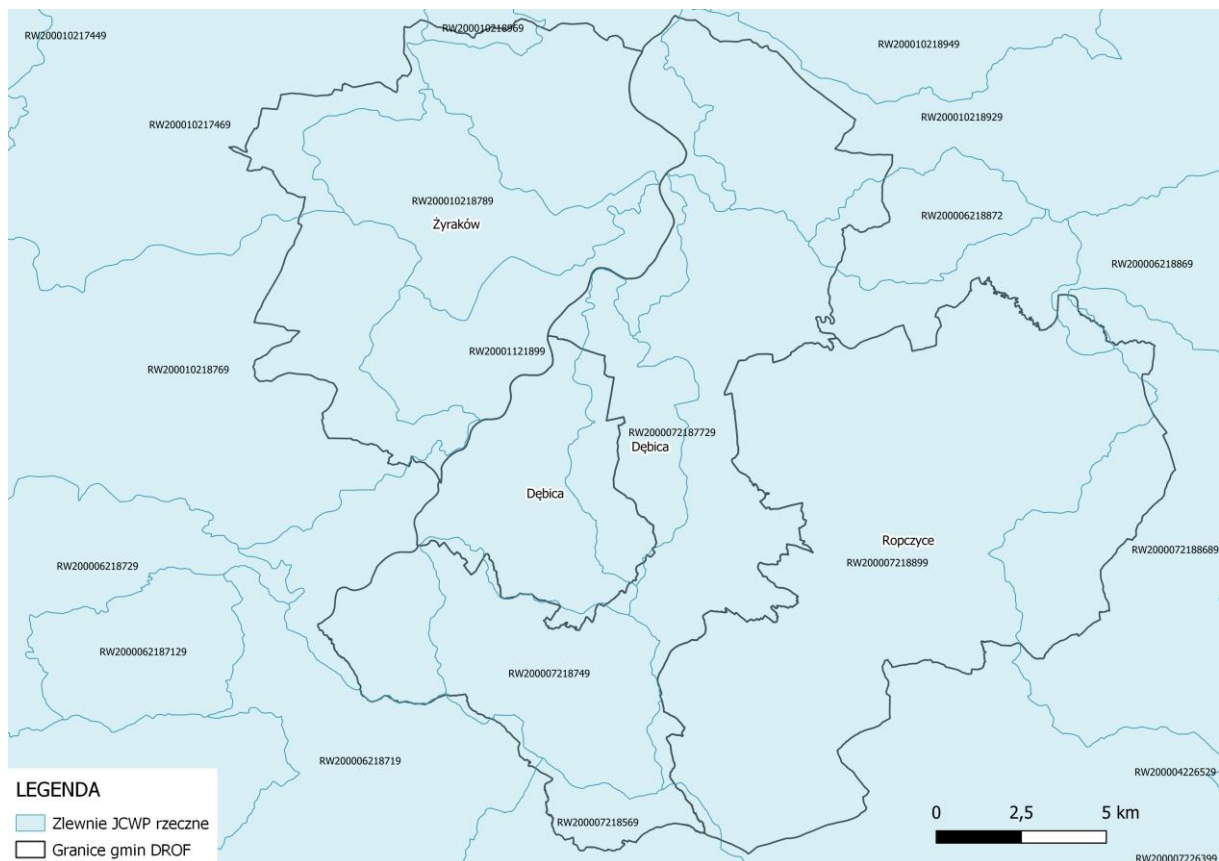 RW200010217449
RW200010218969
RW200010218949
RW200010217469
RW200010218929
RW200010218789
Żyraków
RW200006218872
RW200006218869
RW20001121899
RW200010218769
RW2000072187729
Dębica
Dębica
Ropczyce
RW200007218899
RW2000072188689
RW200006218729
RW2000062187129
RW200007218749
RW200006218719
RW200004226529
RW200007218569
RW200007226399
LEGENDA
Zlewnie JCWP rzeczne
Granice gmin DROF
0 2,5 5 km